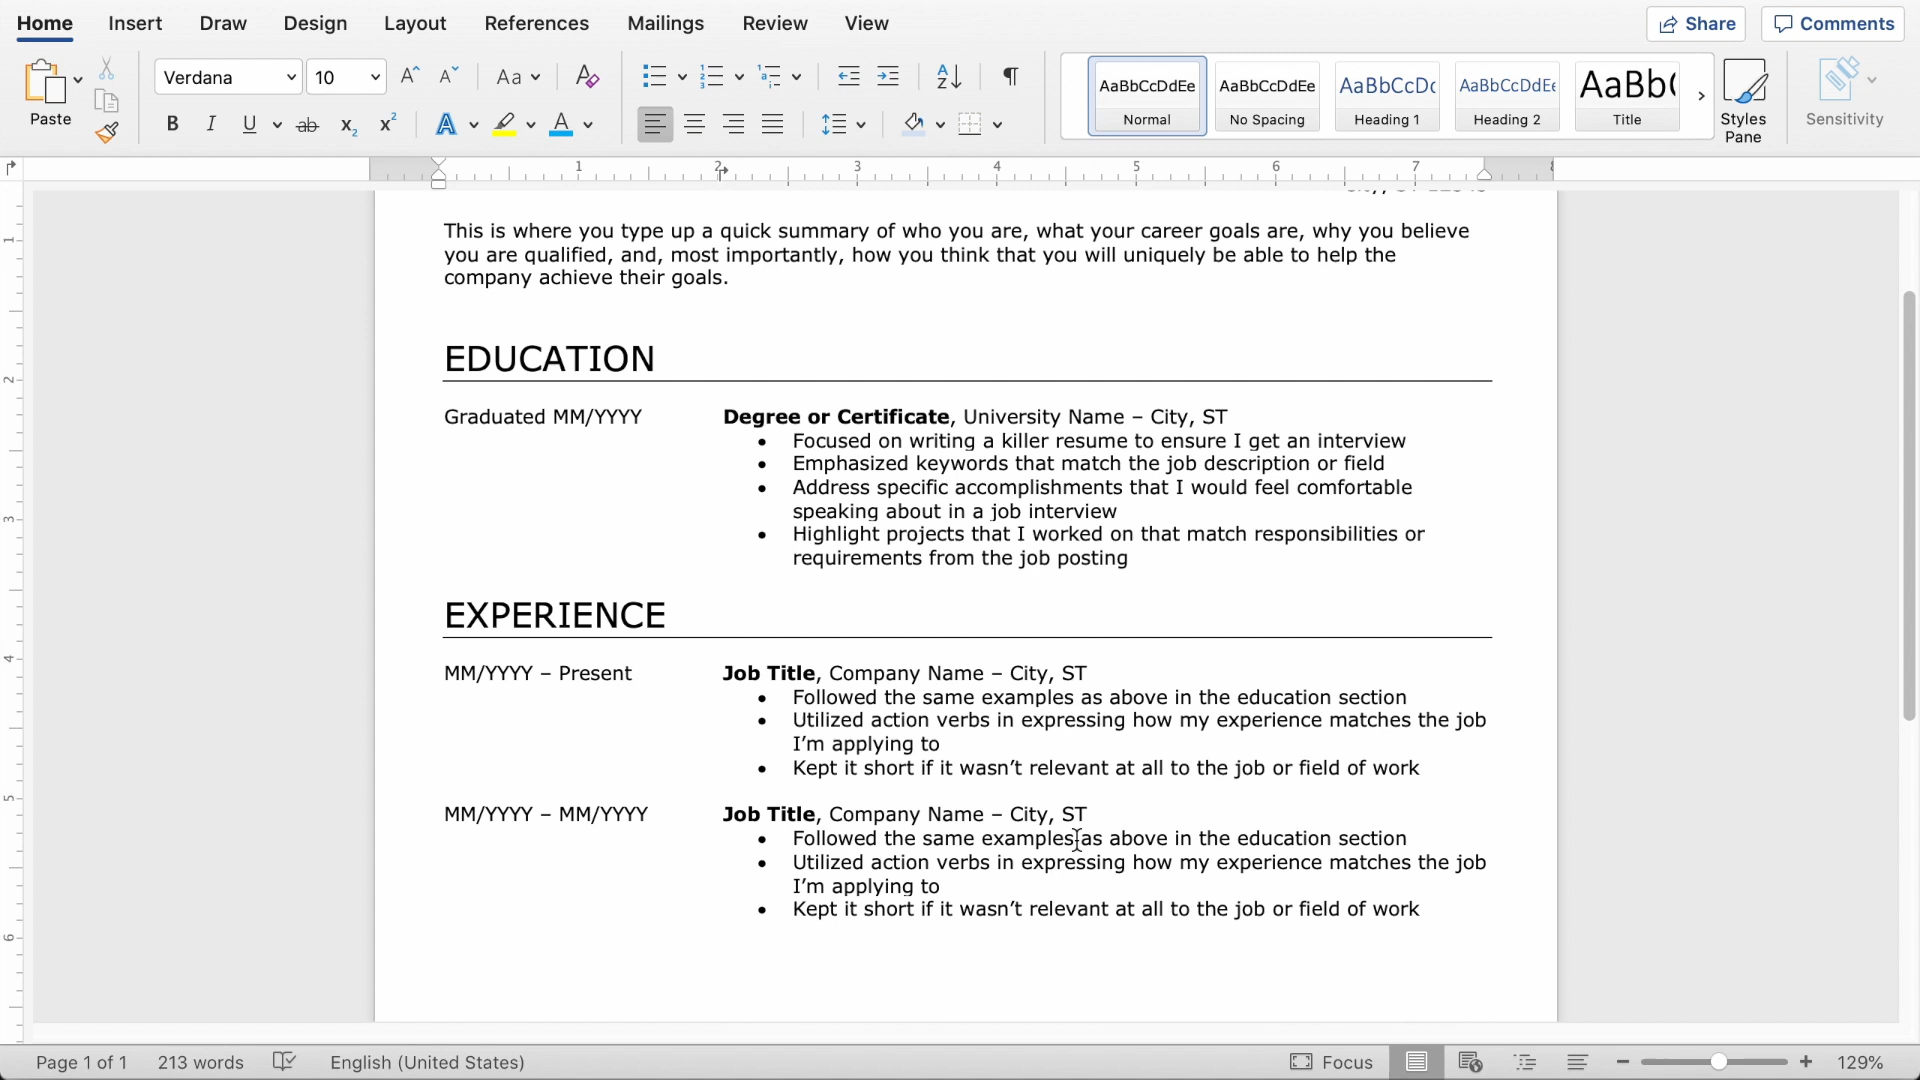 Home Insert Draw Design Layout References Mailings Review View Share Comments
Paste Verdana 10 Aa AaBbCcDdEe AaBbCcDdEe AaBbCcDc AaBbCcDdEe AaBb(
Normal No Spacing Heading 1 Heading 2 Title Styles Pane Sensitivity
1 2 3 4 5 6 7
This is where you type up a quick summary of who you are, what your career goals are, why you believe
you are qualified, and, most importantly, how you think that you will uniquely be able to help the
company achieve their goals.
EDUCATION
Graduated MM/YYYY Degree or Certificate, University Name – City, ST
• Focused on writing a killer resume to ensure I get an interview
• Emphasized keywords that match the job description or field
• Address specific accomplishments that I would feel comfortable
speaking about in a job interview
• Highlight projects that I worked on that match responsibilities or
requirements from the job posting
EXPERIENCE
MM/YYYY – Present Job Title, Company Name – City, ST
• Followed the same examples as above in the education section
• Utilized action verbs in expressing how my experience matches the job
I’m applying to
• Kept it short if it wasn’t relevant at all to the job or field of work
MM/YYYY – MM/YYYY Job Title, Company Name – City, ST
• Followed the same examples as above in the education section
• Utilized action verbs in expressing how my experience matches the job
I’m applying to
• Kept it short if it wasn’t relevant at all to the job or field of work
Page 1 of 1 213 words English (United States) Focus 129%